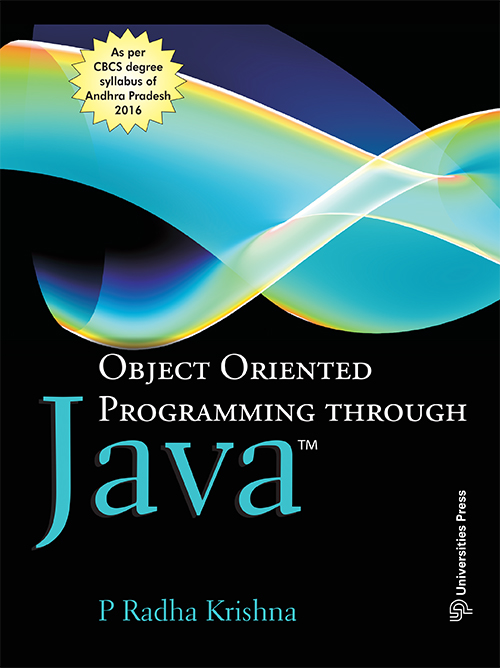 As per
CBCS degree
syllabus of
Andhra Pradesh
2016
Object Oriented
Programming through
Java™
P Radha Krishna
Universities Press